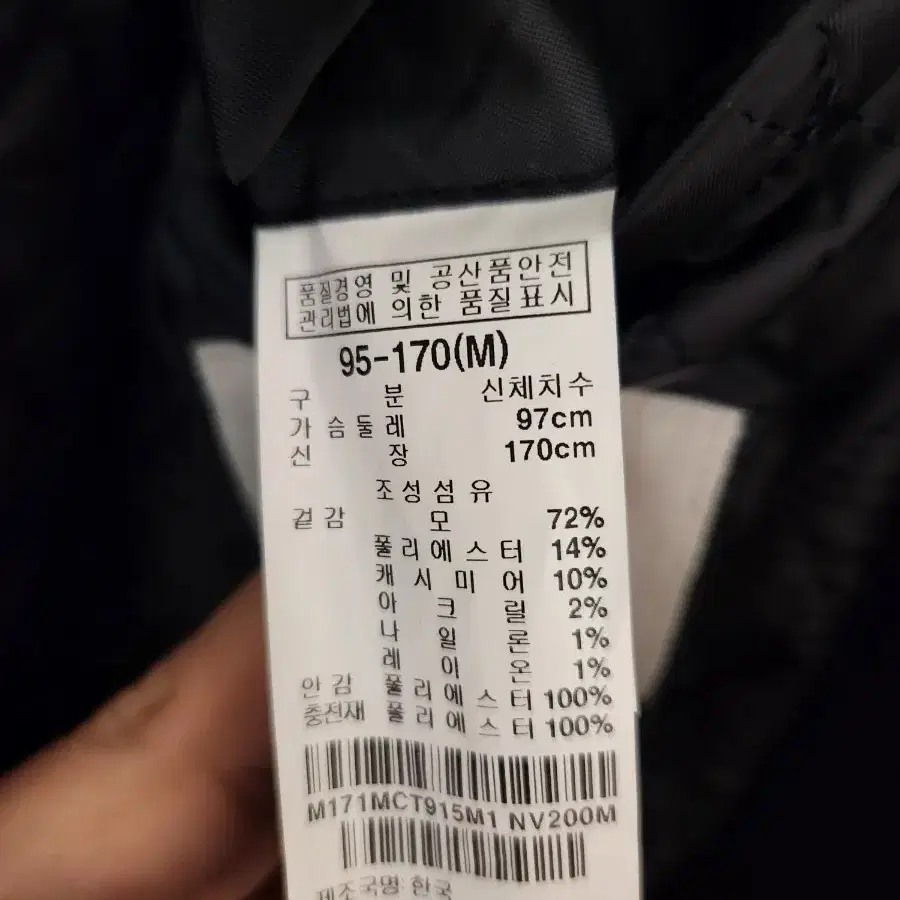 품질경영 및 공산품안전
관리법에 의한 품질표시
95-170(M)
구 분 신체치수
가슴둘레 97cm
신 장 170cm
조성섬유
겉감 모 72%
폴리에스터 14%
캐시미어 10%
아크릴 2%
나일론 1%
레이온 1%
안감 폴리에스터 100%
충전재 폴리에스터 100%
M171MCT915M1 NV200M
제조국명 한국